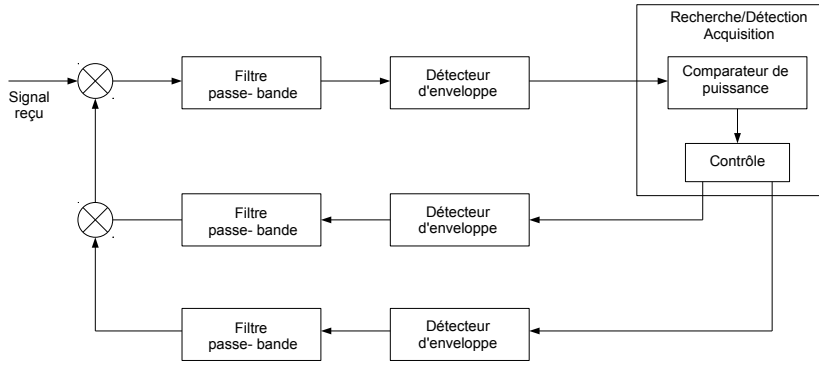 Recherche/Détection
Acquisition
Signal
reçu
Filtre
passe- bande
Détecteur
d'enveloppe
Comparateur de
puissance
Contrôle
Filtre
passe- bande
Détecteur
d'enveloppe
Filtre
passe- bande
Détecteur
d'enveloppe